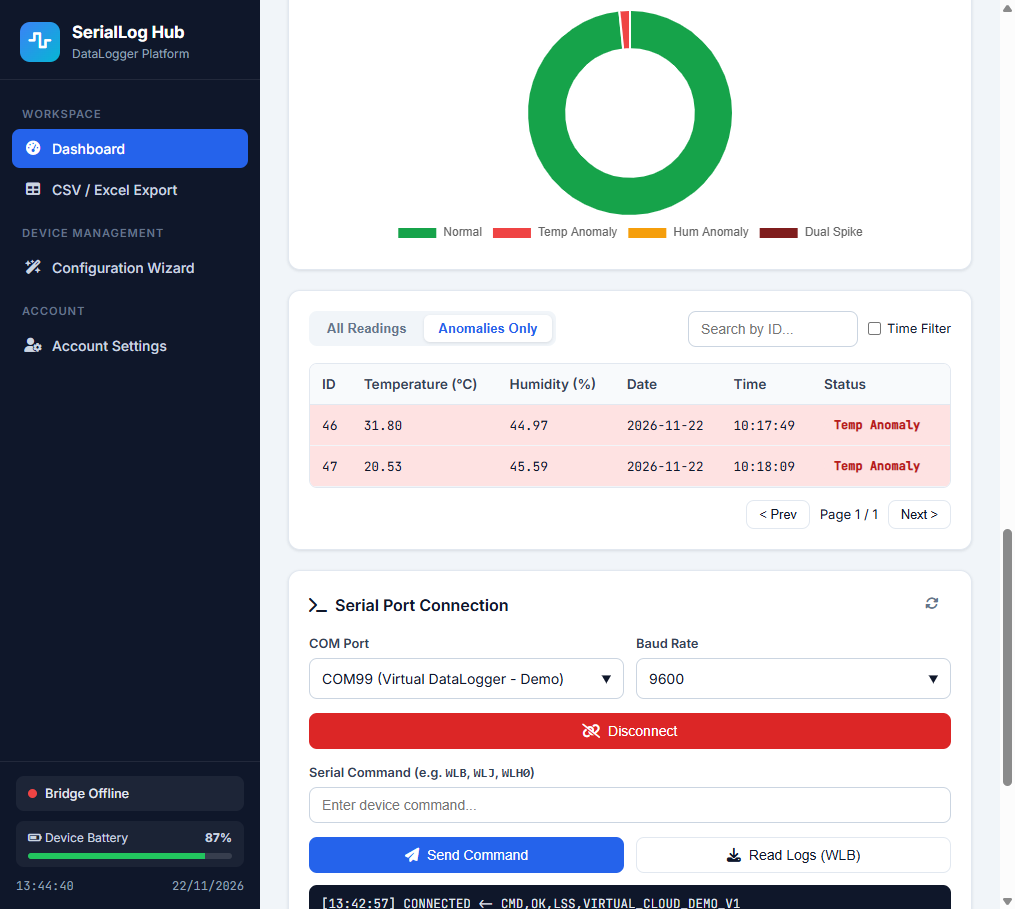 SerialLog Hub
DataLogger Platform
WORKSPACE
Dashboard
CSV / Excel Export
DEVICE MANAGEMENT
Configuration Wizard
ACCOUNT
Account Settings
Bridge Offline
Device Battery 87%
13:44:40 22/11/2026
Normal Temp Anomaly Hum Anomaly Dual Spike
All Readings Anomalies Only Search by ID... Time Filter
ID Temperature (°C) Humidity (%) Date Time Status
46 31.80 44.97 2026-11-22 10:17:49 Temp Anomaly
47 20.53 45.59 2026-11-22 10:18:09 Temp Anomaly
< Prev Page 1 / 1 Next >
Serial Port Connection
COM Port Baud Rate
COM99 (Virtual DataLogger - Demo) 9600
Disconnect
Serial Command (e.g. WLB, WLJ, WLH0)
Enter device command...
Send Command Read Logs (WLB)
[13:42:57] CONNECTED ← CMD,OK,LSS,VIRTUAL_CLOUD_DEMO_V1